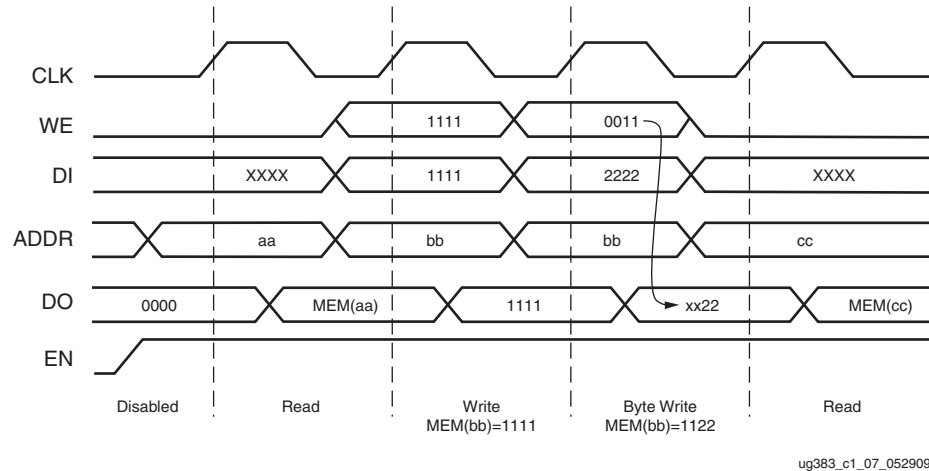 CLK
WE 1111 0011
DI XXXX 1111 2222 XXXX
ADDR aa bb bb cc
DO 0000 MEM(aa) 1111 xx22 MEM(cc)
EN
Disabled Read Write Byte Write Read
MEM(bb)=1111 MEM(bb)=1122
ug383_c1_07_052909